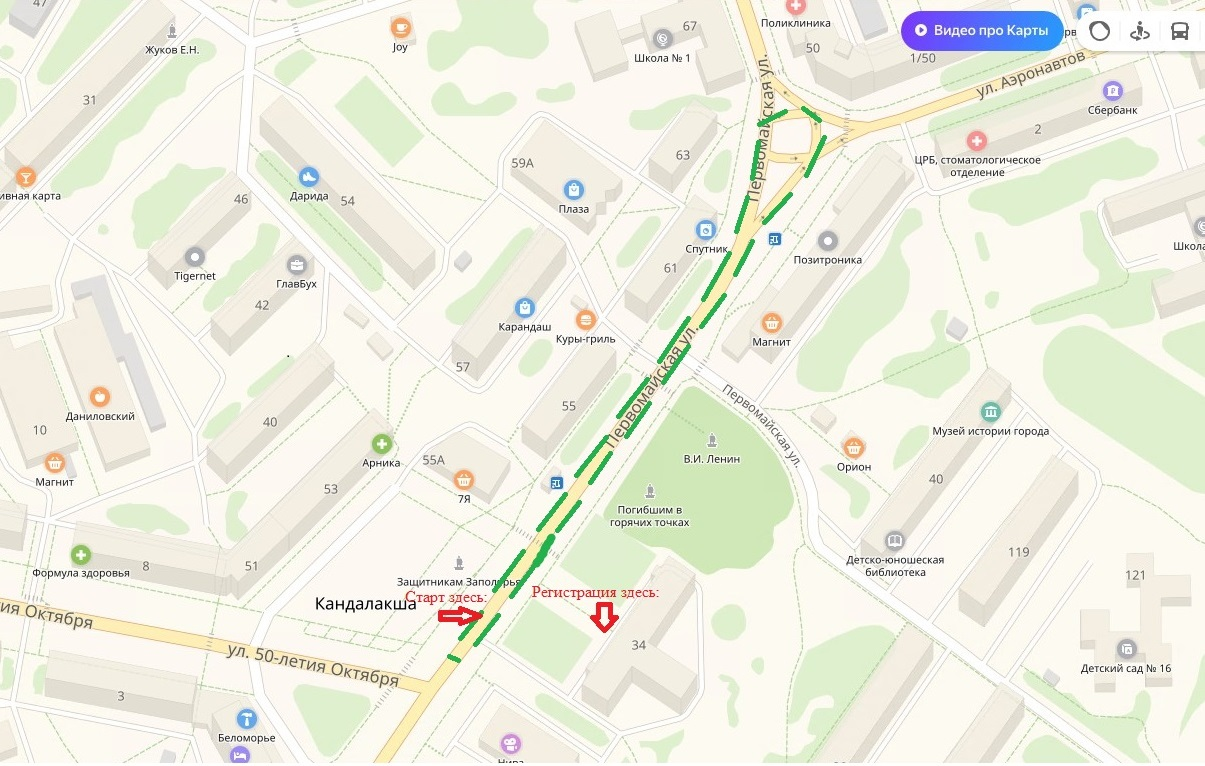 47
Жуков Е.Н.
Joy
67
Школа № 1
Поликлиника
50
Видео про Карты
1/50
ул. Аэронавтов
Сбербанк
2
ЦРБ, стоматологическое
отделение
31
Первомайская ул.
63
59А
Плаза
ивная карта
Дарида
54
46
Tigernet
ГлавБух
42
Спутник
61
Позитроника
Школа
Карандаш
Куры-гриль
Магнит
57
Первомайская ул.
Первомайская ул.
55
Даниловский
10
40
Магнит
Арника
55А
7Я
53
В.И. Ленин
Погибшим в
горячих точках
Музей истории города
Орион
40
Формула здоровья
8
51
Защитникам Заполярья
Детско-юношеская
библиотека
119
121
Старт здесь:
Регистрация здесь:
Кандалакша
ия Октября
ул. 50-летия Октября
34
Детский сад № 16
3
Беломорье
Нива